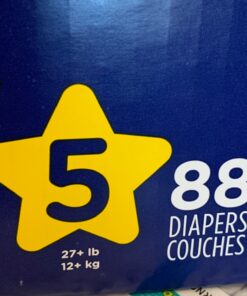 5
88
DIAPERS
COUCHES
27+ lb
12+ kg